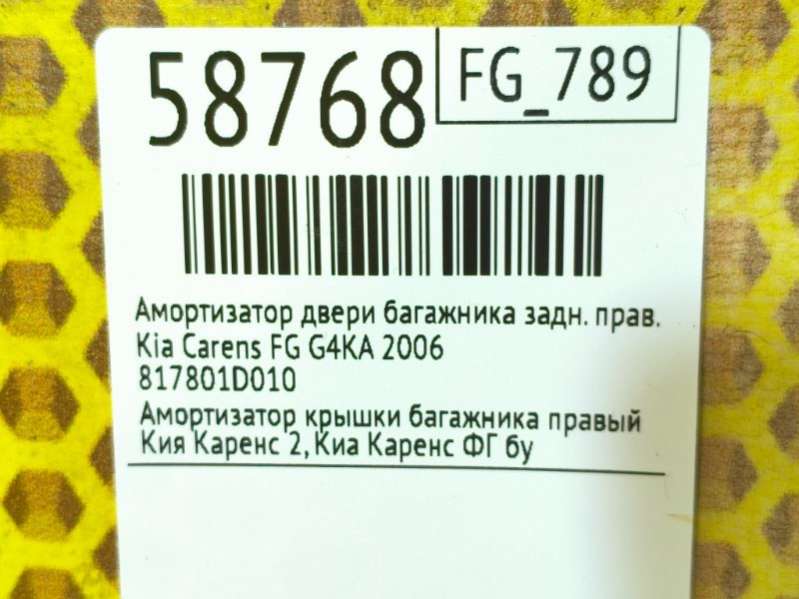 58768
FG_789
Амортизатор двери багажника задн. прав.
Kia Carens FG G4KA 2006
817801D010
Амортизатор крышки багажника правый
Кия Каренс 2, Киа Каренс ФГ бу